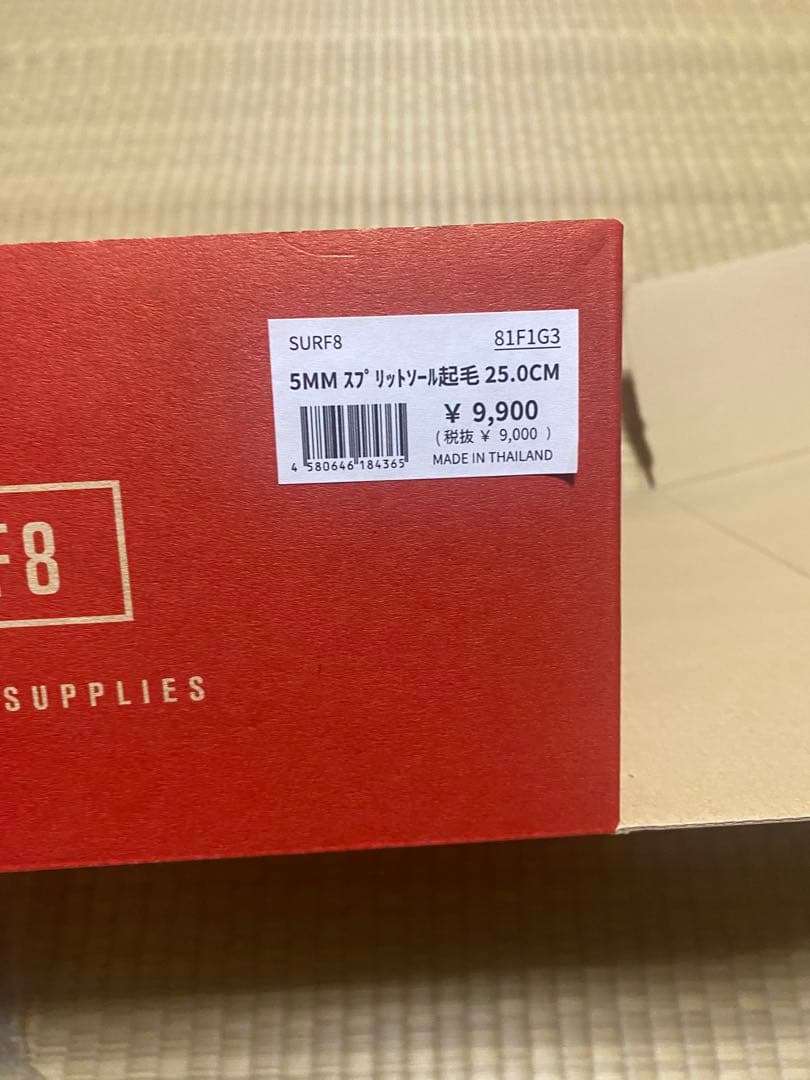 SURF8 81F1G3
5MM ｽﾌﾟﾘｯﾄｿｰﾙ起毛 25.0CM
¥ 9,900
(税抜 ¥ 9,000 )
4 580646 184365
MADE IN THAILAND
F8
SUPPLIES